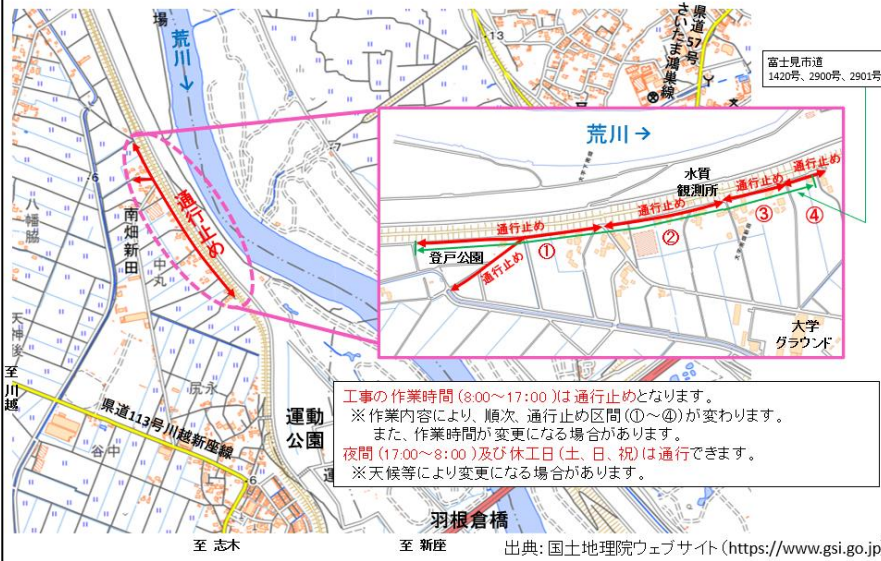 場
荒川
↓
県道57号
さいたま鴻巣線
-13
富士見市道
1420号、2900号、2901号
-6
-7
八幡脇
南畑新田
中丸
通行止め
荒川→
水質
観測所
通行止め
通行止め
通行止め
通行止め
①
②
③
④
登戸公園
通行止め
大学
グラウンド
天神後
至川越
尻永
県道113号川越新座線
谷中
-6
運動
公園
運
工事の作業時間(8:00～17:00)は通行止めとなります。
※作業内容により、順次、通行止め区間(①～④)が変わります。
また、作業時間が変更になる場合があります。
夜間(17:00～8:00)及び休工日(土、日、祝)は通行できます。
※天候等により変更になる場合があります。
羽根倉橋
至 志木
至 新座
出典:国土地理院ウェブサイト(https://www.gsi.go.jp